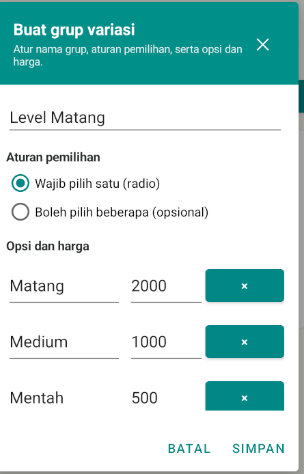 Buat grup variasi
Atur nama grup, aturan pemilihan, serta opsi dan
harga.
Level Matang
Aturan pemilihan
Wajib pilih satu (radio)
Boleh pilih beberapa (opsional)
Opsi dan harga
Matang 2000 ×
Medium 1000 ×
Mentah 500 ×
BATAL SIMPAN